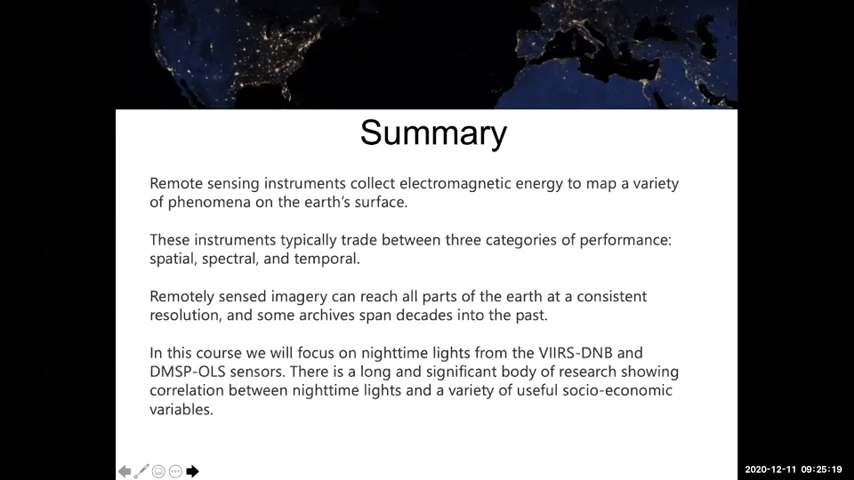 Summary
Remote sensing instruments collect electromagnetic energy to map a variety
of phenomena on the earth's surface.
These instruments typically trade between three categories of performance:
spatial, spectral, and temporal.
Remotely sensed imagery can reach all parts of the earth at a consistent
resolution, and some archives span decades into the past.
In this course we will focus on nighttime lights from the VIIRS-DNB and
DMSP-OLS sensors. There is a long and significant body of research showing
correlation between nighttime lights and a variety of useful socio-economic
variables.
2020-12-11 09:25:19